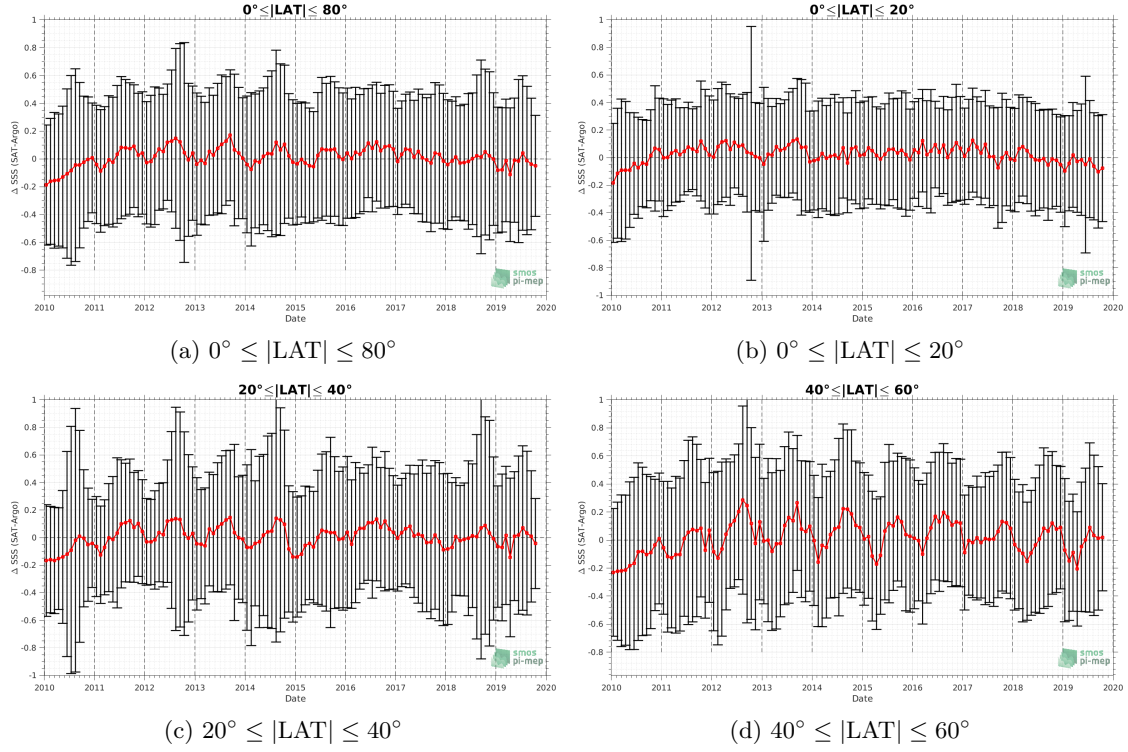 0°≤|LAT|≤ 80°
1
0.8
0.6
0.4
0.2
0
-0.2
-0.4
-0.6
-0.8
Δ SSS (SAT-Argo)
smos
pi-mep
2010 2011 2012 2013 2014 2015 2016 2017 2018 2019 2020
Date
(a) 0° ≤ |LAT| ≤ 80°
0°≤|LAT|≤ 20°
1
0.8
0.6
0.4
0.2
0
-0.2
-0.4
-0.6
-0.8
-1
Δ SSS (SAT-Argo)
smos
pi-mep
2010 2011 2012 2013 2014 2015 2016 2017 2018 2019 2020
Date
(b) 0° ≤ |LAT| ≤ 20°
20°≤|LAT|≤ 40°
1
0.8
0.6
0.4
0.2
0
-0.2
-0.4
-0.6
-0.8
-1
Δ SSS (SAT-Argo)
smos
pi-mep
2010 2011 2012 2013 2014 2015 2016 2017 2018 2019 2020
Date
(c) 20° ≤ |LAT| ≤ 40°
40°≤|LAT|≤ 60°
1
0.8
0.6
0.4
0.2
0
-0.2
-0.4
-0.6
-0.8
Δ SSS (SAT-Argo)
smos
pi-mep
2010 2011 2012 2013 2014 2015 2016 2017 2018 2019 2020
Date
(d) 40° ≤ |LAT| ≤ 60°